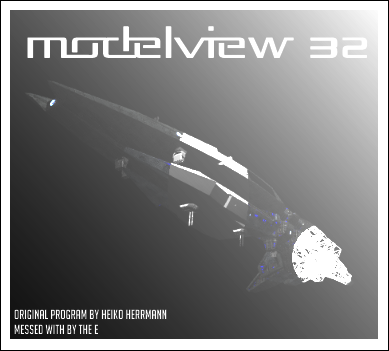 modelview 32
ORIGINAL PROGRAM BY HEIKO HERRMANN
MESSED WITH BY THE E